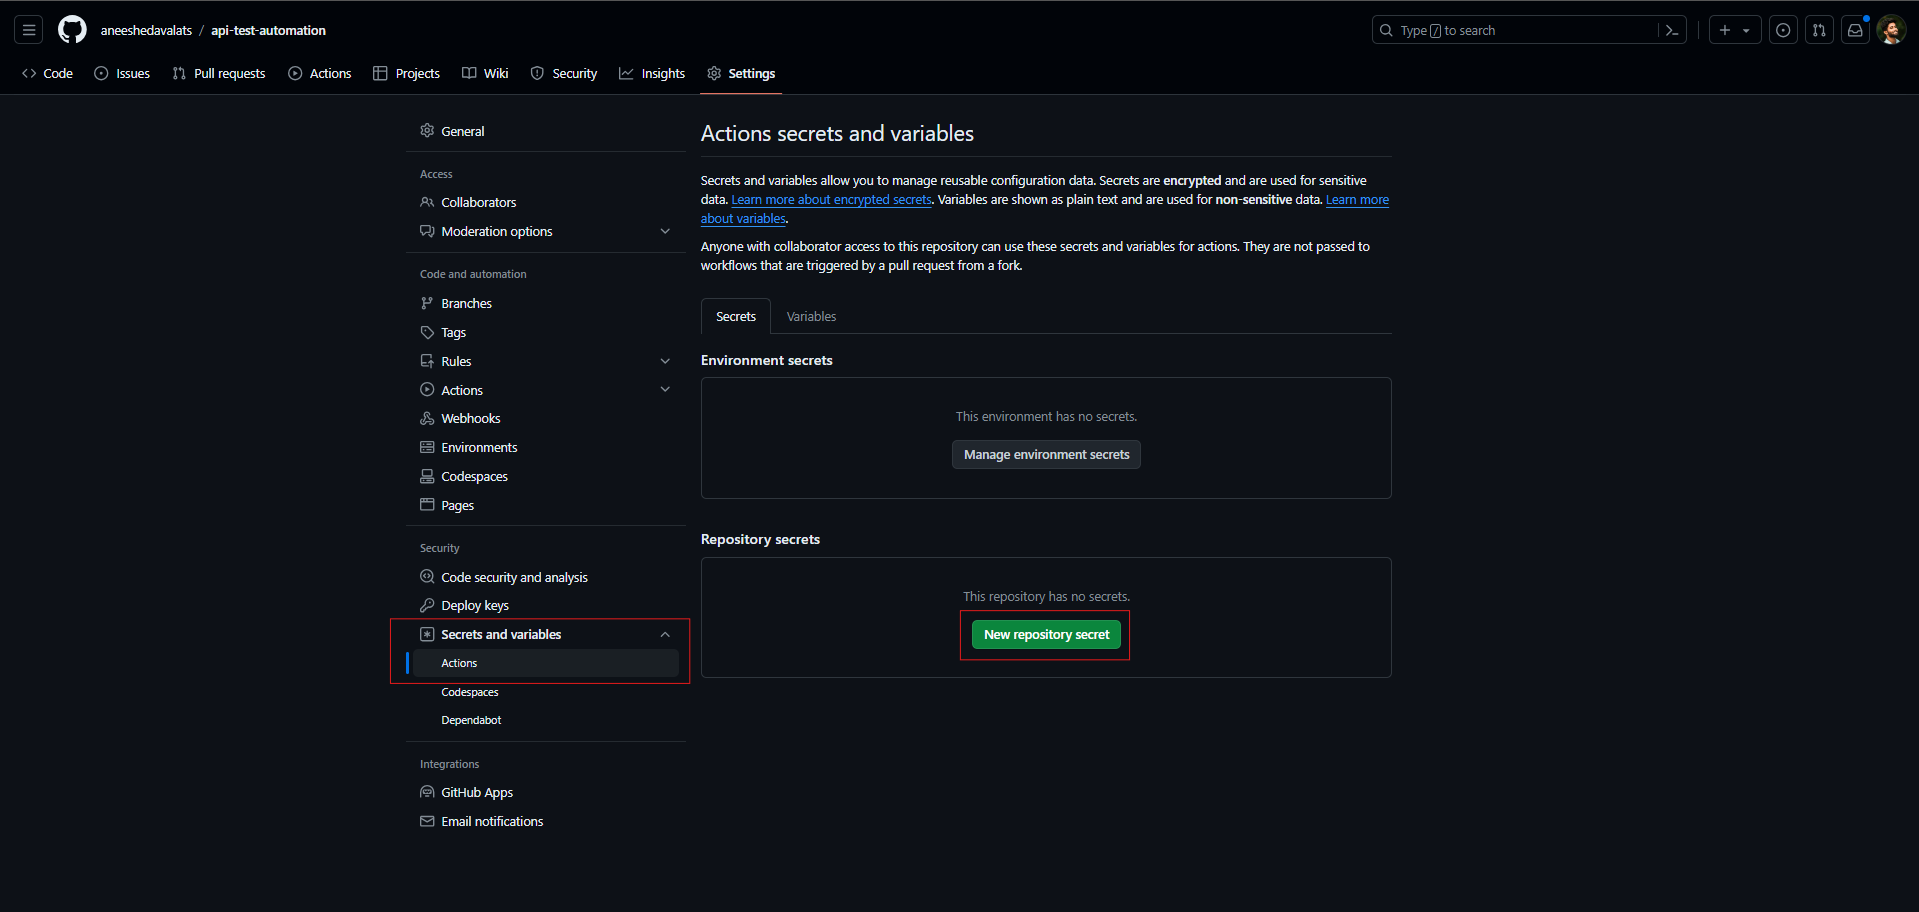 aneeshedavalats / api-test-automation
Type / to search
Code Issues Pull requests Actions Projects Wiki Security Insights Settings
General
Access
Collaborators
Moderation options
Code and automation
Branches
Tags
Rules
Actions
Webhooks
Environments
Codespaces
Pages
Security
Code security and analysis
Deploy keys
Secrets and variables
Actions
Codespaces
Dependabot
Integrations
GitHub Apps
Email notifications
Actions secrets and variables
Secrets and variables allow you to manage reusable configuration data. Secrets are encrypted and are used for sensitive
data. Learn more about encrypted secrets. Variables are shown as plain text and are used for non-sensitive data. Learn more
about variables.
Anyone with collaborator access to this repository can use these secrets and variables for actions. They are not passed to
workflows that are triggered by a pull request from a fork.
Secrets Variables
Environment secrets
This environment has no secrets.
Manage environment secrets
Repository secrets
This repository has no secrets.
New repository secret